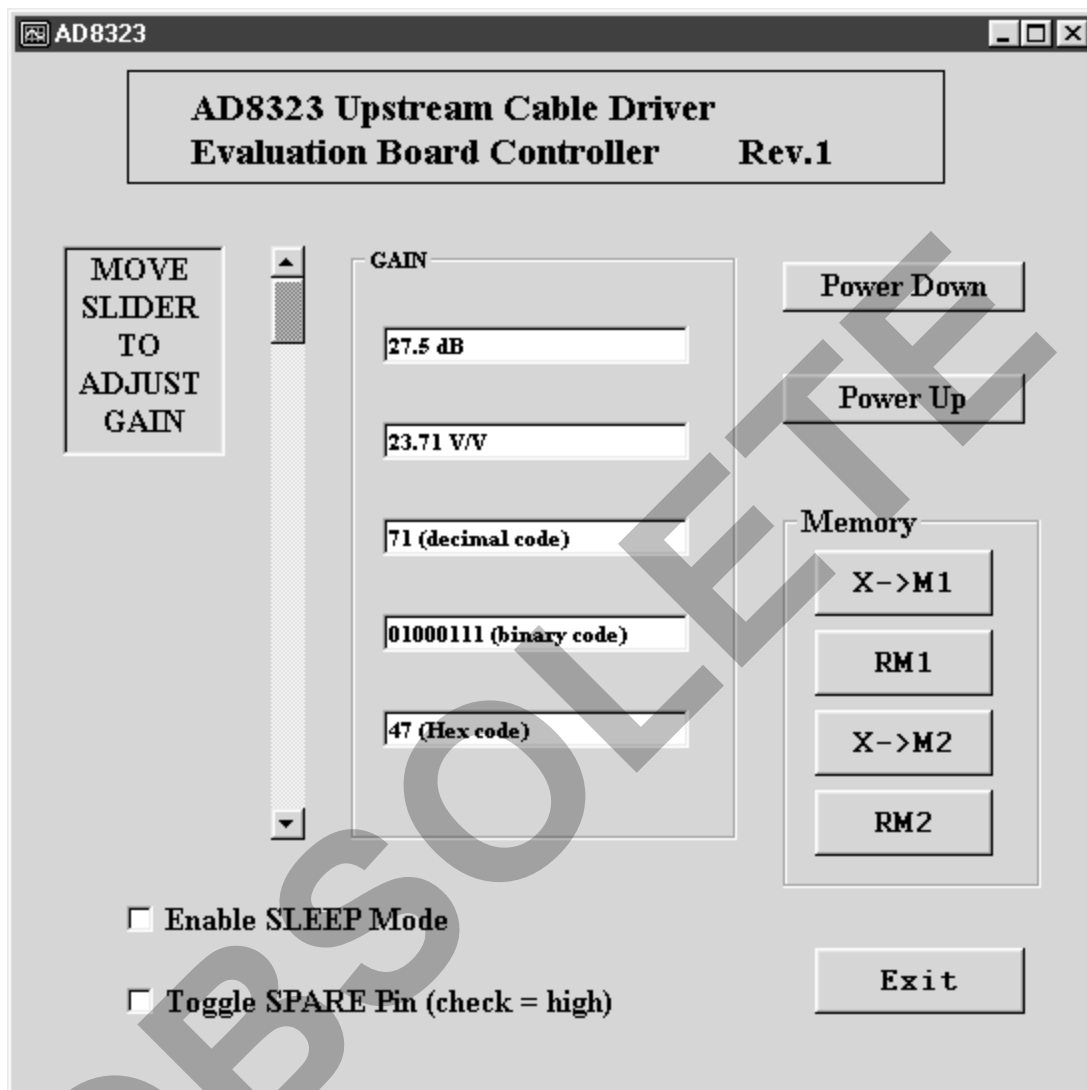 AD8323
AD8323 Upstream Cable Driver
Evaluation Board Controller Rev.1
MOVE
SLIDER
TO
ADJUST
GAIN
GAIN
27.5 dB
23.71 V/V
71 (decimal code)
01000111 (binary code)
47 (Hex code)
Power Down
Power Up
Memory
X->M1
RM1
X->M2
RM2
Enable SLEEP Mode
Toggle SPARE Pin (check = high)
Exit
OBSOLETE